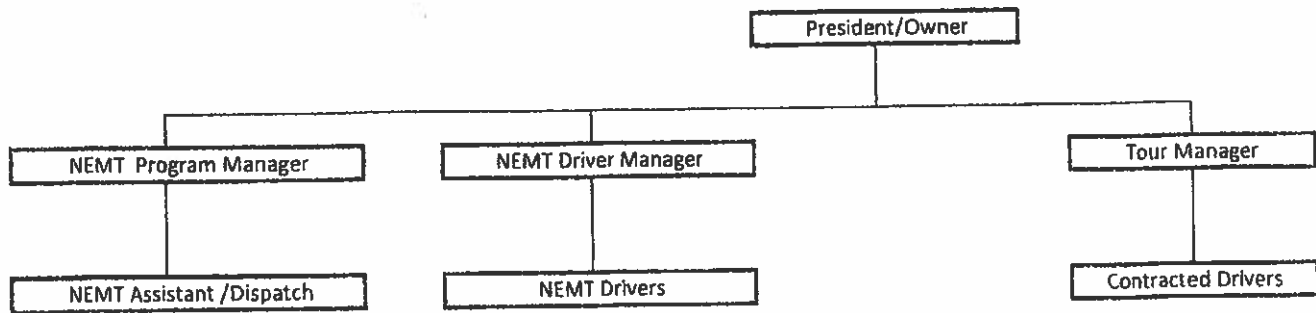 President/Owner
NEMT Program Manager
NEMT Driver Manager
Tour Manager
NEMT Assistant /Dispatch
NEMT Drivers
Contracted Drivers